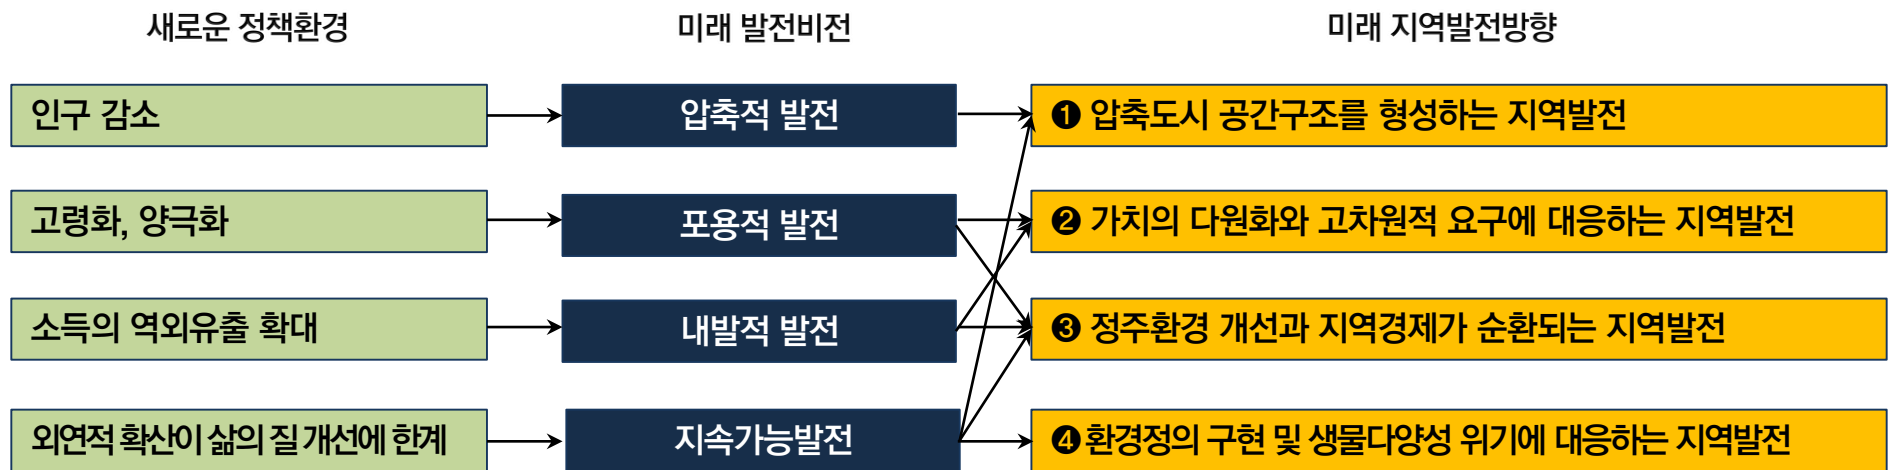 새로운 정책환경
미래 발전비전
미래 지역발전방향
인구 감소
압축적 발전
❶ 압축도시 공간구조를 형성하는 지역발전
고령화, 양극화
포용적 발전
❷ 가치의 다원화와 고차원적 요구에 대응하는 지역발전
소득의 역외유출 확대
내발적 발전
❸ 정주환경 개선과 지역경제가 순환되는 지역발전
외연적 확산이 삶의 질 개선에 한계
지속가능발전
❹ 환경정의 구현 및 생물다양성 위기에 대응하는 지역발전